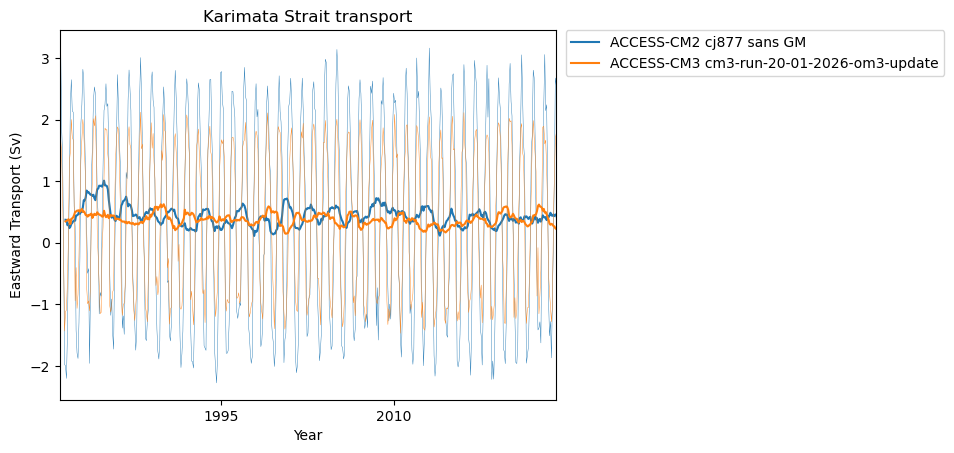 Karimata Strait transport
ACCESS-CM2 cj877 sans GM
ACCESS-CM3 cm3-run-20-01-2026-om3-update
Eastward Transport (Sv)
3
2
1
0
−1
−2
1995
2010
Year